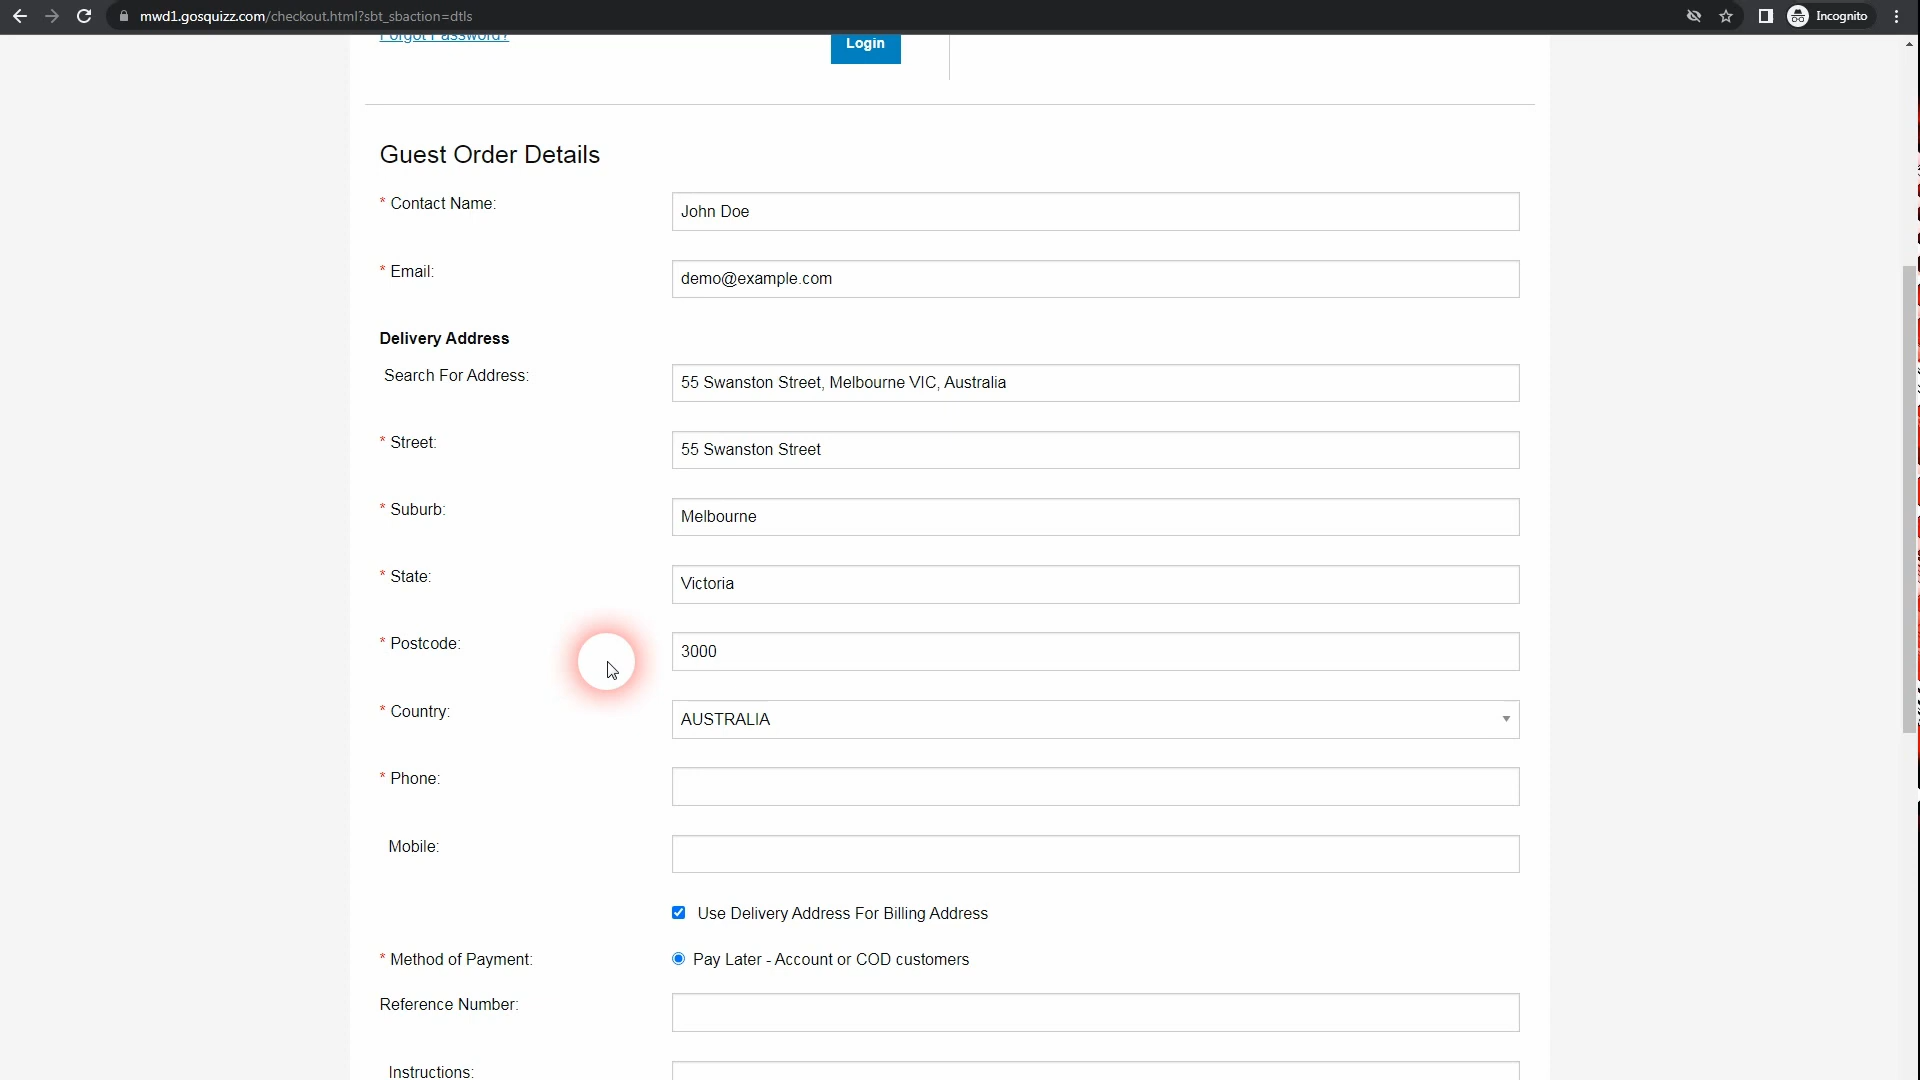 mwd1.gosquizz.com/checkout.html?sbt_sbaction=dtls
Incognito
Forgot Password?
Login
Guest Order Details
* Contact Name:
John Doe
* Email:
demo@example.com
Delivery Address
Search For Address:
55 Swanston Street, Melbourne VIC, Australia
* Street:
55 Swanston Street
* Suburb:
Melbourne
* State:
Victoria
* Postcode:
3000
* Country:
AUSTRALIA
* Phone:
Mobile:
Use Delivery Address For Billing Address
* Method of Payment:
Pay Later - Account or COD customers
Reference Number:
Instructions: